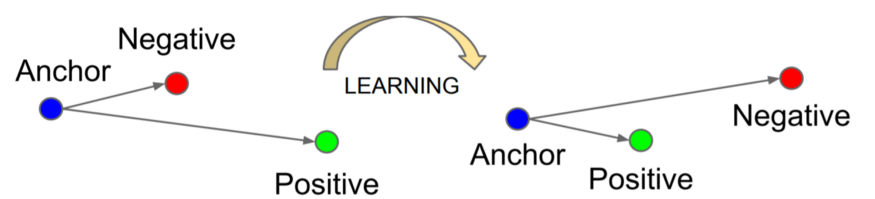 Negative
Anchor
Positive
LEARNING
Anchor
Positive
Negative